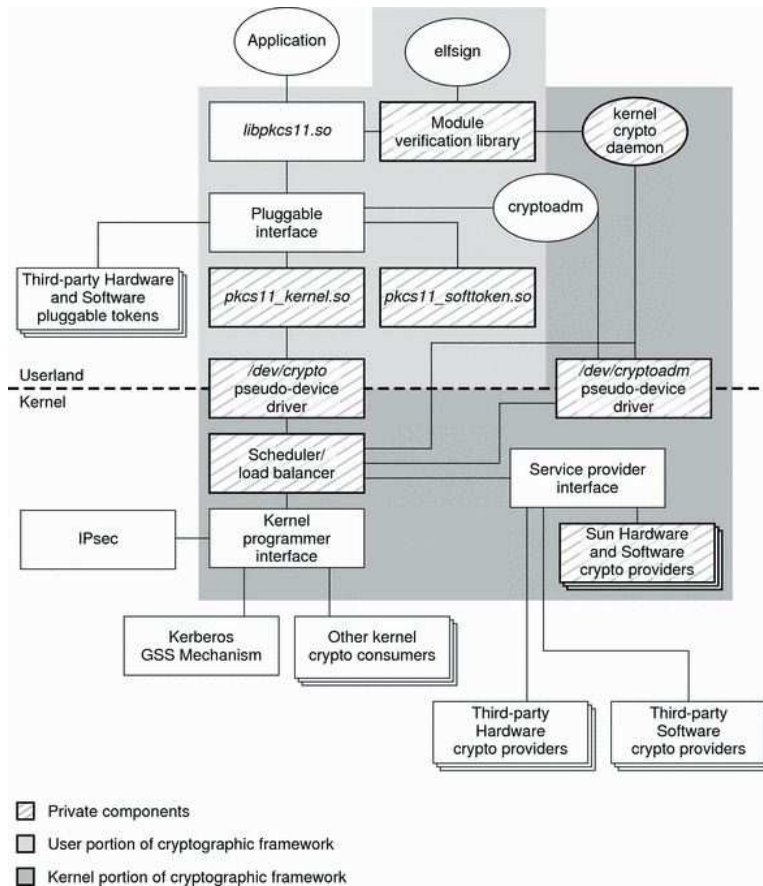 Application
elfsign
libpkcs11.so
Module
verification library
kernel
crypto
daemon
Pluggable
interface
cryptoadm
Third-party Hardware
and Software
pluggable tokens
pkcs11_kernel.so
pkcs11_softtoken.so
Userland
Kernel
/dev/crypto
pseudo-device
driver
/dev/cryptoadm
pseudo-device
driver
Scheduler/
load balancer
Service provider
interface
IPsec
Kernel
programmer
interface
Sun Hardware
and Software
crypto providers
Kerberos
GSS Mechanism
Other kernel
crypto consumers
Third-party
Hardware
crypto providers
Third-party
Software
crypto providers
Private components
User portion of cryptographic framework
Kernel portion of cryptographic framework